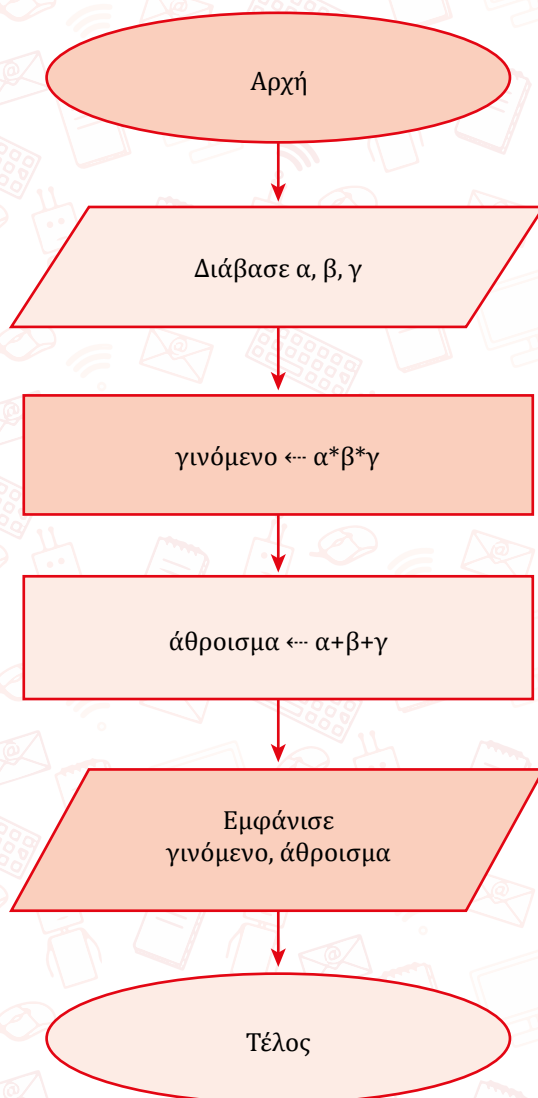 Αρχή
Διάβασε α, β, γ
γινόμενο ⤎ α*β*γ
άθροισμα ⤎ α+β+γ
Εμφάνισε
γινόμενο, άθροισμα
Τέλος